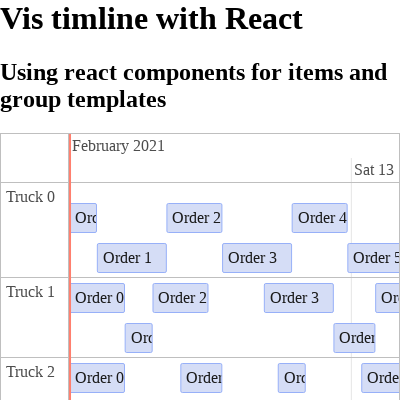 Vis timline with React
Using react components for items and
group templates
February 2021
Sat 13
Truck 0
Ord
Order 2
Order 4
Order 1
Order 3
Order 5
Truck 1
Order 0
Order 2
Order 3
Or
Ord
Order
Truck 2
Order 0
Order
Ord
Orde